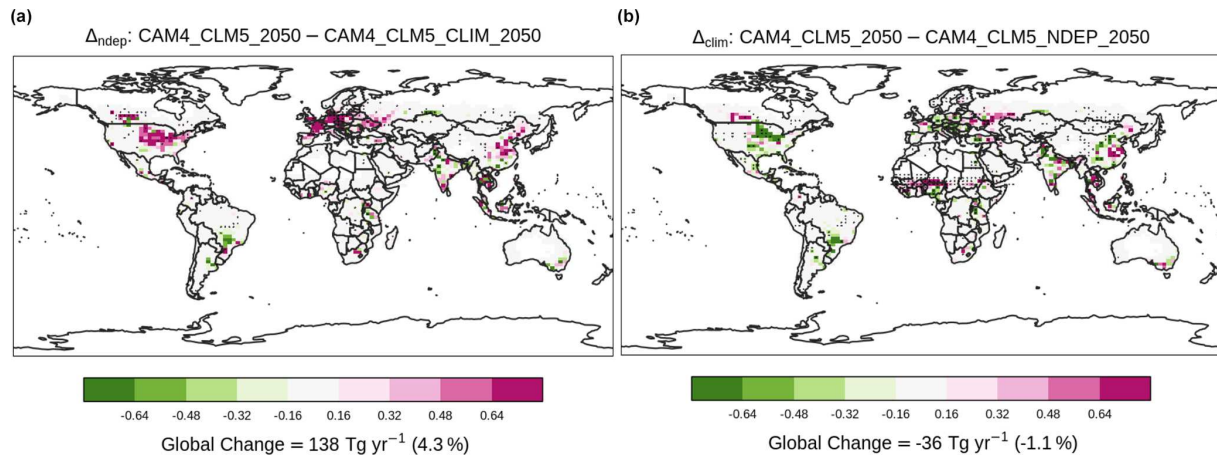 (a)
Δndep: CAM4_CLM5_2050 − CAM4_CLM5_CLIM_2050
-0.64 -0.48 -0.32 -0.16 0.16 0.32 0.48 0.64
Global Change = 138 Tg yr⁻¹ (4.3 %)
(b)
Δclim: CAM4_CLM5_2050 − CAM4_CLM5_NDEP_2050
-0.64 -0.48 -0.32 -0.16 0.16 0.32 0.48 0.64
Global Change = -36 Tg yr⁻¹ (-1.1 %)